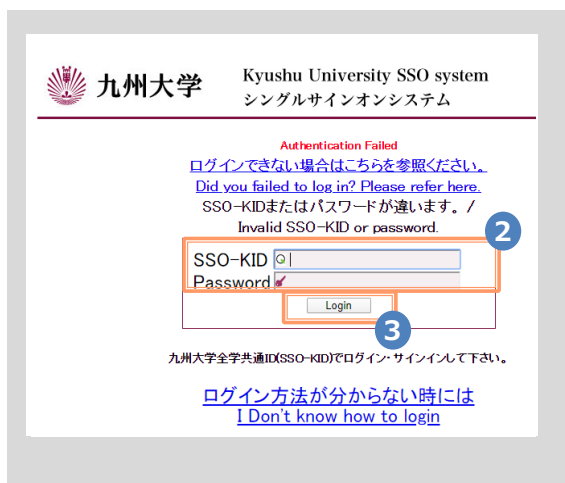 九州大学
Kyushu University SSO system
シングルサインオンシステム
Authentication Failed
ログインできない場合はこちらを参照ください。
Did you failed to log in? Please refer here.
SSO-KIDまたはパスワードが違います。/
Invalid SSO-KID or password.
2
SSO-KID
Password
Login
3
九州大学全学共通ID(SSO-KID)でログイン・サインインして下さい。
ログイン方法が分からない時には
I Don't know how to login